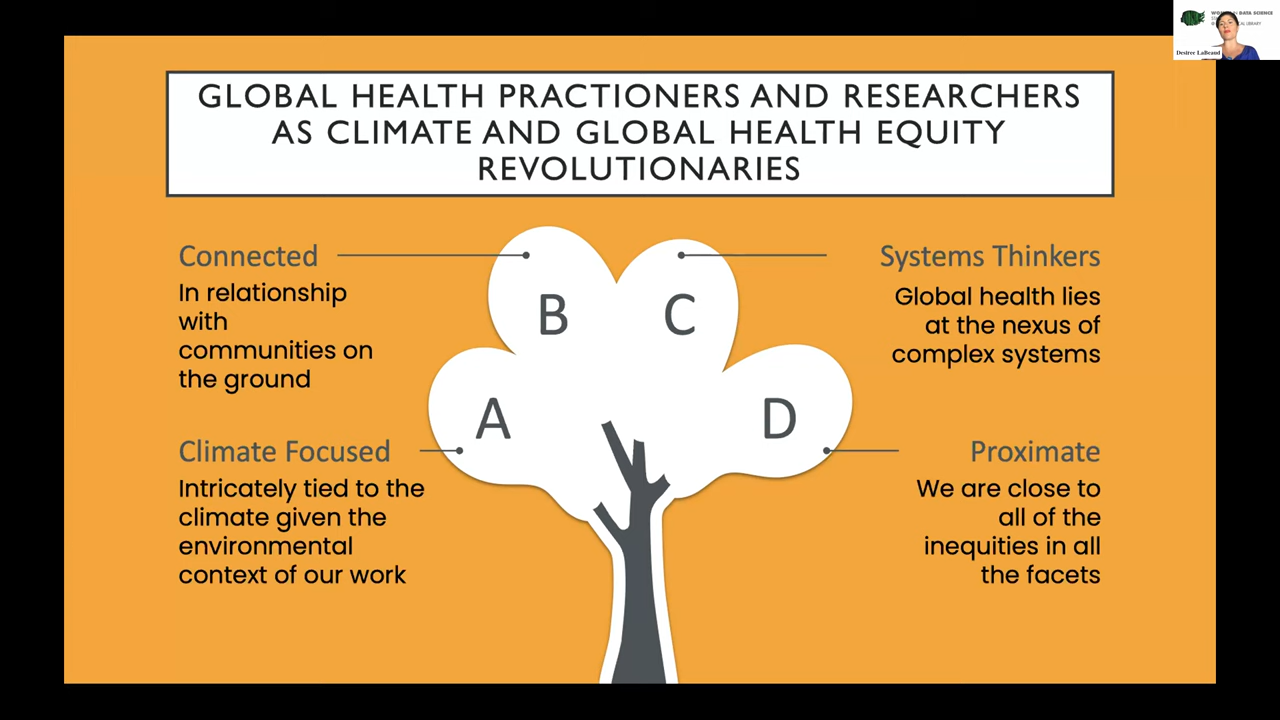 GLOBAL HEALTH PRACTIONERS AND RESEARCHERS
AS CLIMATE AND GLOBAL HEALTH EQUITY
REVOLUTIONARIES
Connected
In relationship
with
communities on
the ground
Climate Focused
Intricately tied to the
climate given the
environmental
context of our work
B
C
A
D
Systems Thinkers
Global health lies
at the nexus of
complex systems
Proximate
We are close to
all of the
inequities in all
the facets
DATA SCIENCE
LIBRARY
Desiree LaBeaud